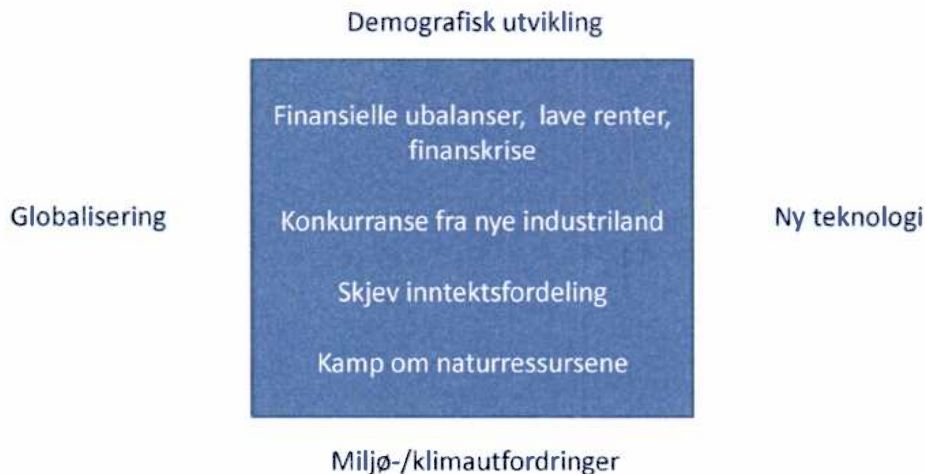 Demografisk utvikling
Finansielle ubalanser, lave renter,
finanskrise
Globalisering
Konkurranse fra nye industriland
Ny teknologi
Skjev inntektsfordeling
Kamp om naturressursene
Miljø-/klimautfordringer